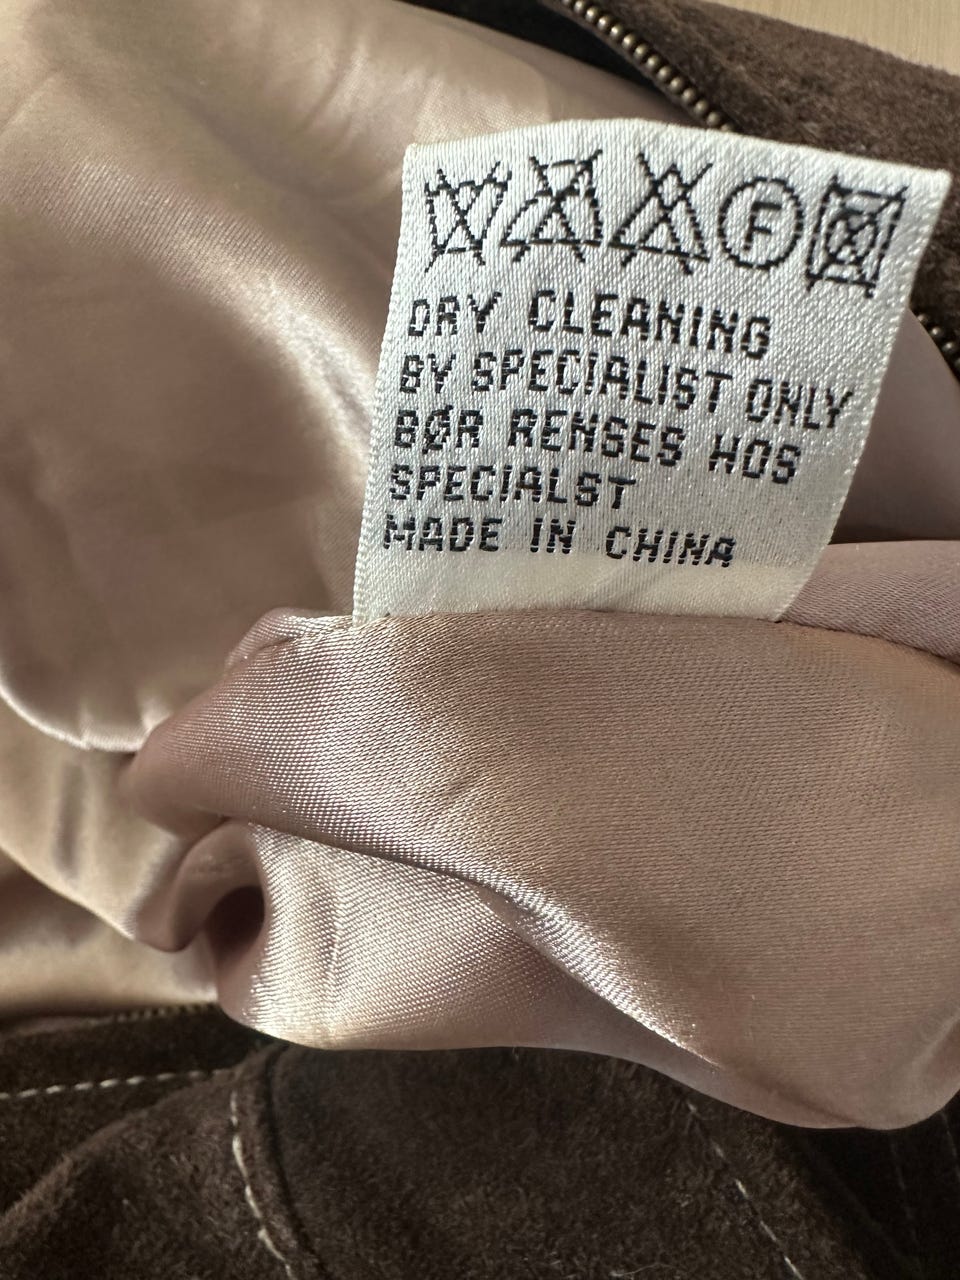 F
DRY CLEANING
BY SPECIALIST ONLY
BØR RENSES HOS
SPECIALST
MADE IN CHINA